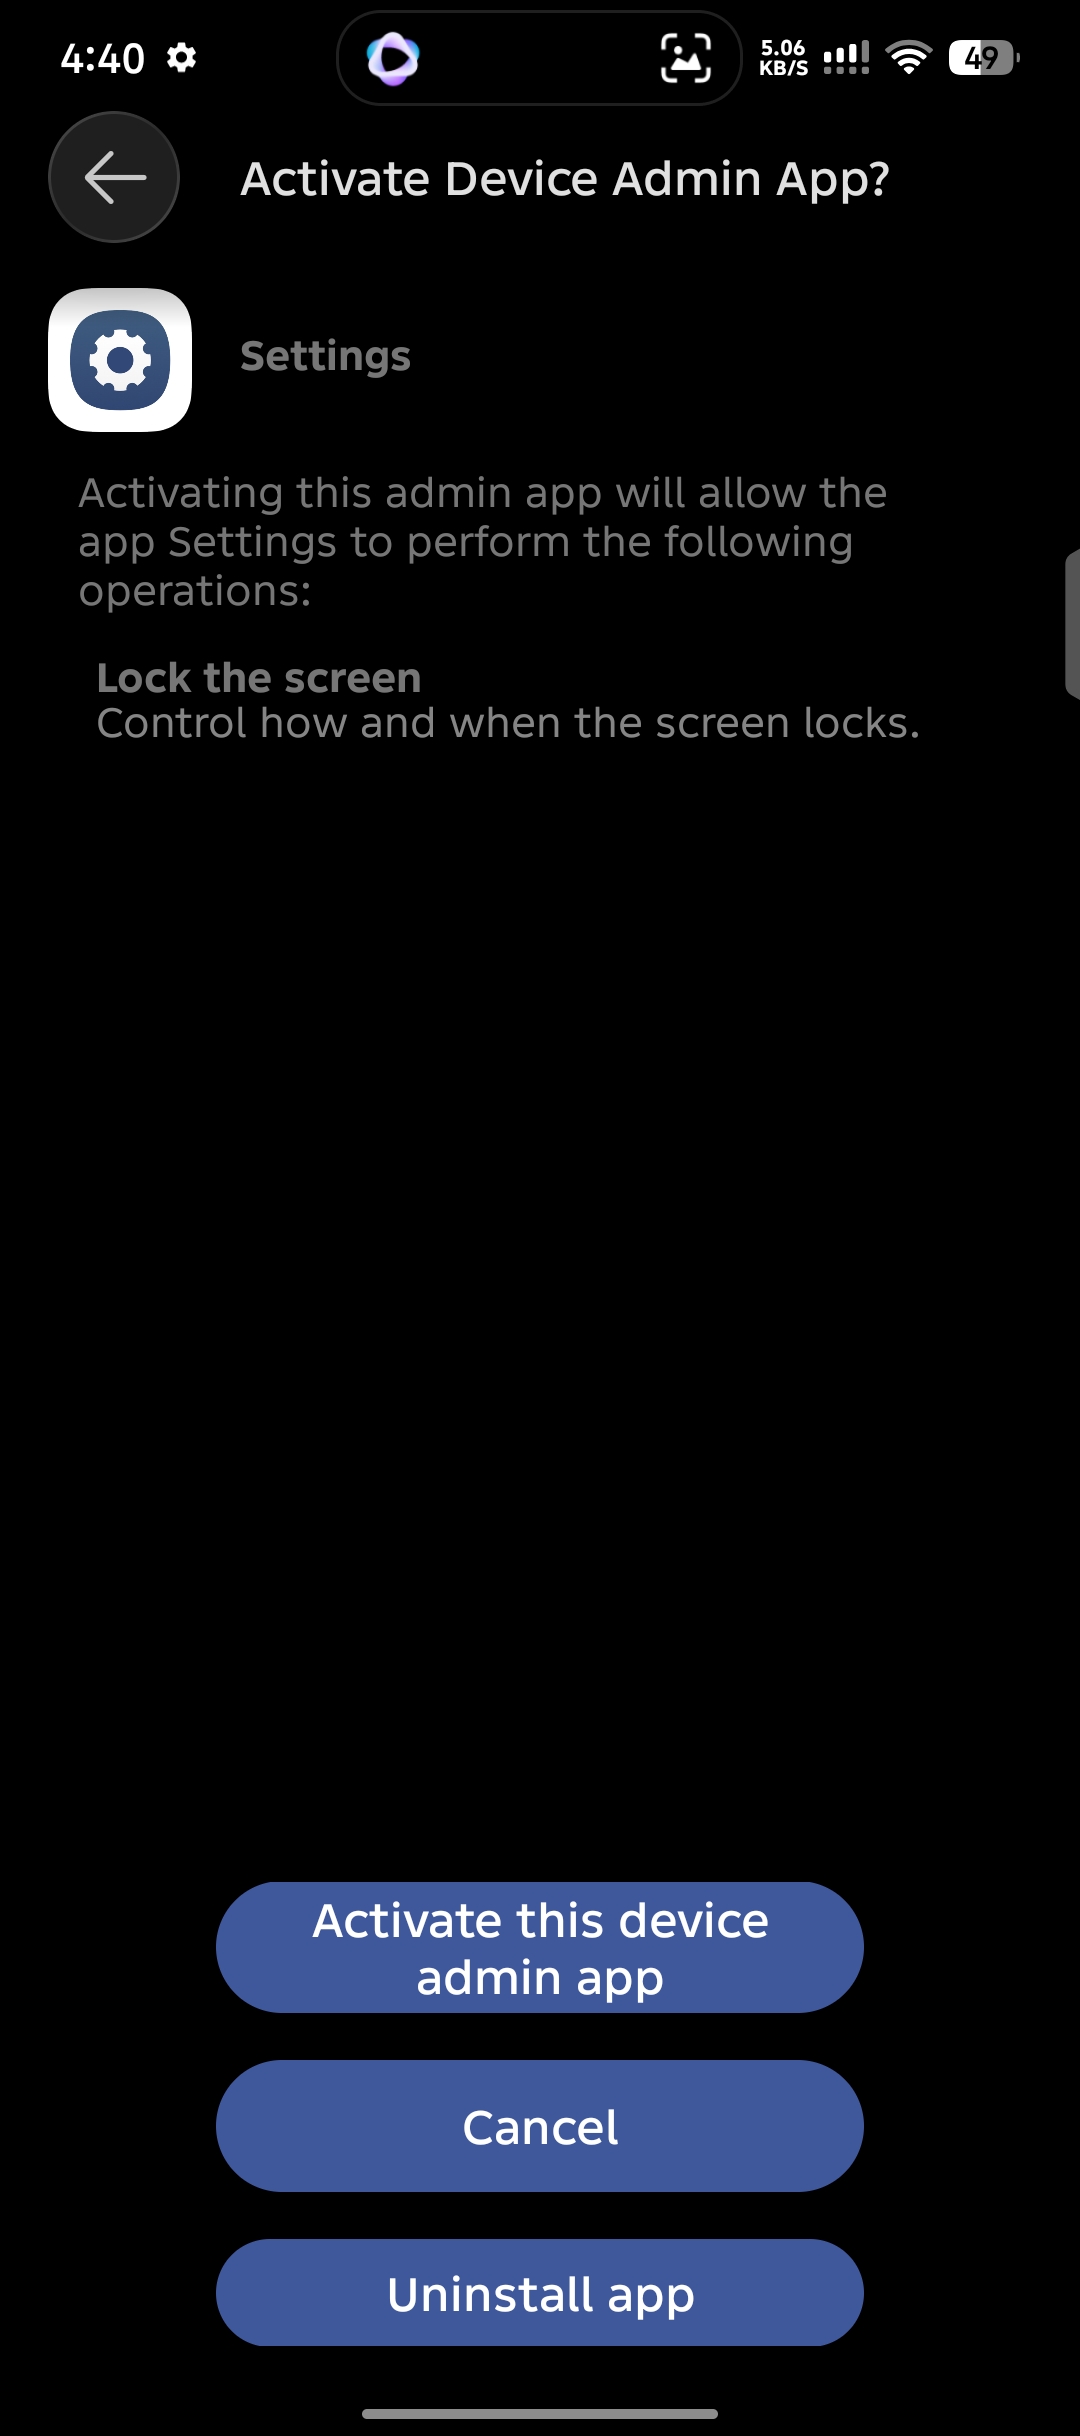 4:40
5.06
KB/S
49
Activate Device Admin App?
Settings
Activating this admin app will allow the
app Settings to perform the following
operations:
Lock the screen
Control how and when the screen locks.
Activate this device
admin app
Cancel
Uninstall app